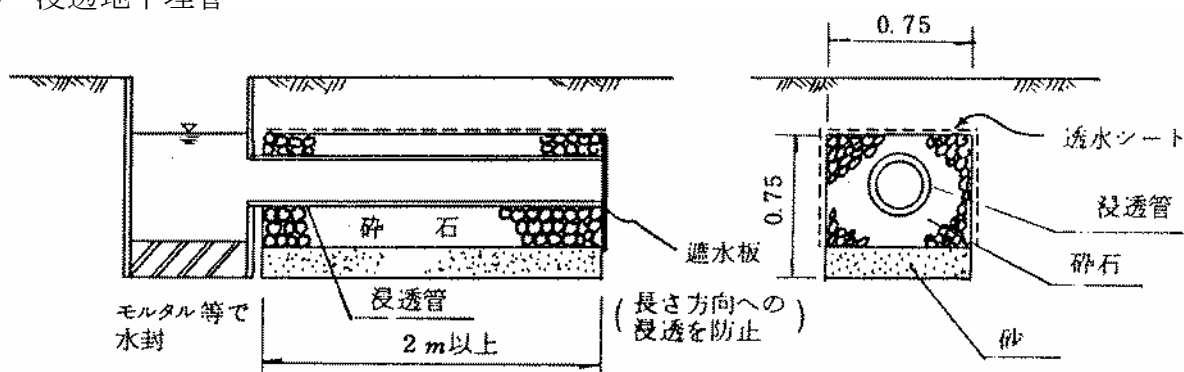 浸透地下埋管
0.75
透水シート
0.75
浸透管
砕石
砕 石
遮水板
浸透管
モルタル等で
水封
(長さ方向への
浸透を防止)
2m以上
砂